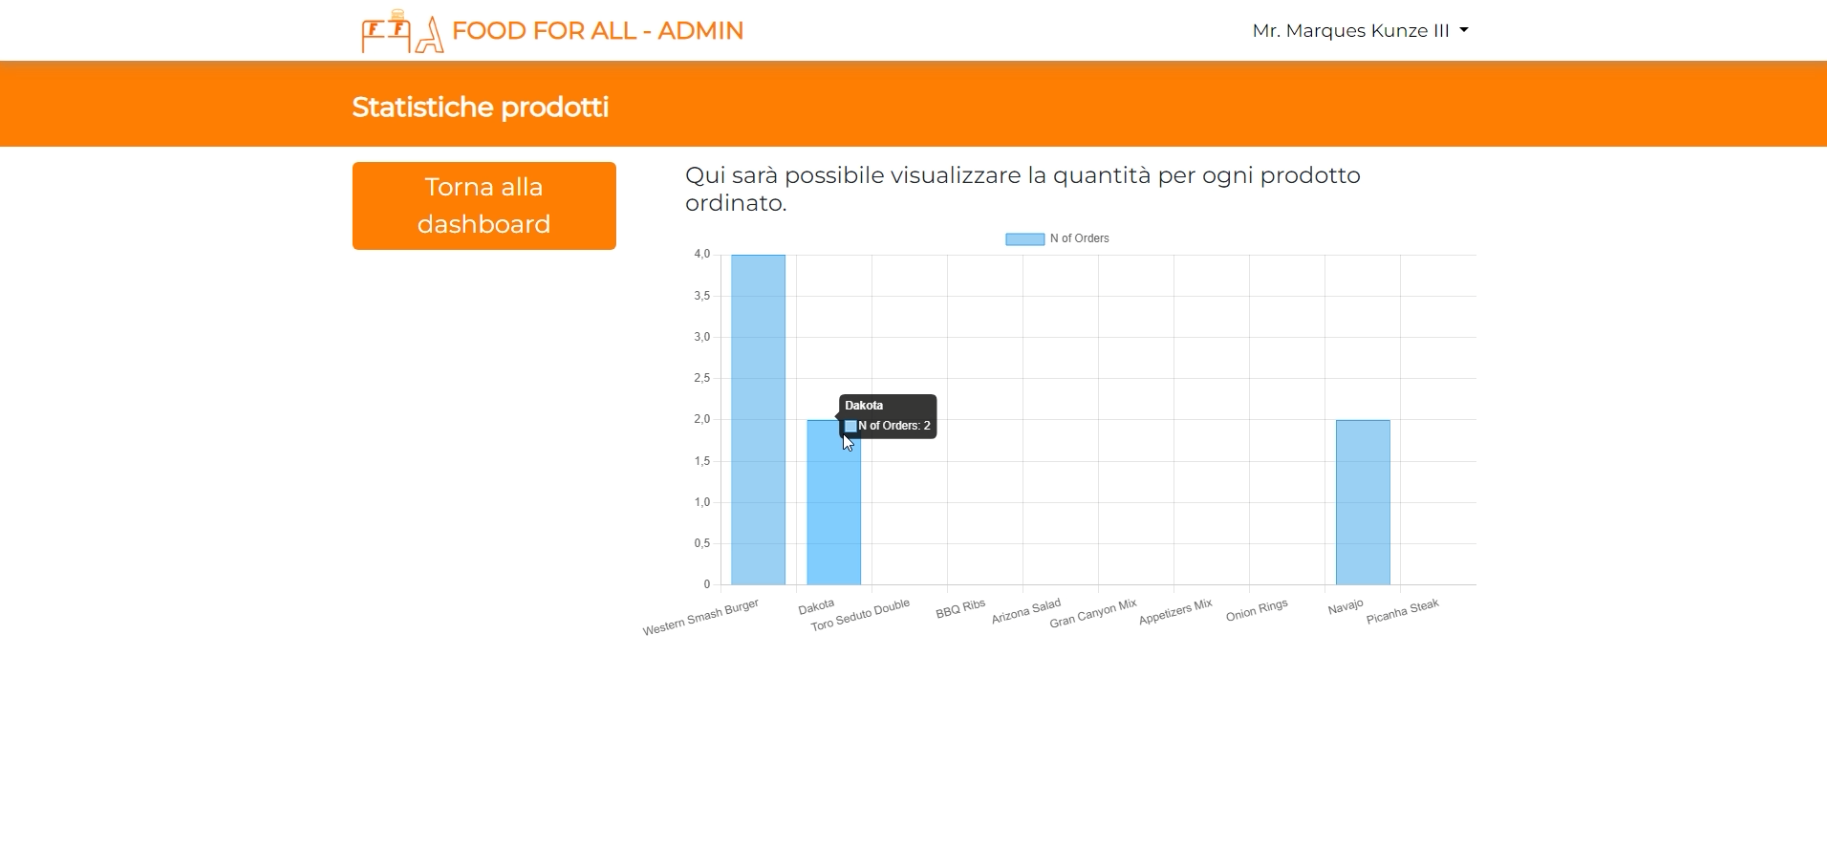 FF FOOD FOR ALL - ADMIN
Mr. Marques Kunze III
Statistiche prodotti
Torna alla
dashboard
Qui sarà possibile visualizzare la quantità per ogni prodotto
ordinato.
N of Orders
4,0
3,5
3,0
2,5
2,0
1,5
1,0
0,5
0
Dakota
N of Orders: 2
Western Smash Burger
Dakota
Toro Seduto Double
BBQ Ribs
Arizona Salad
Gran Canyon Mix
Appetizers Mix
Onion Rings
Navajo
Picanha Steak